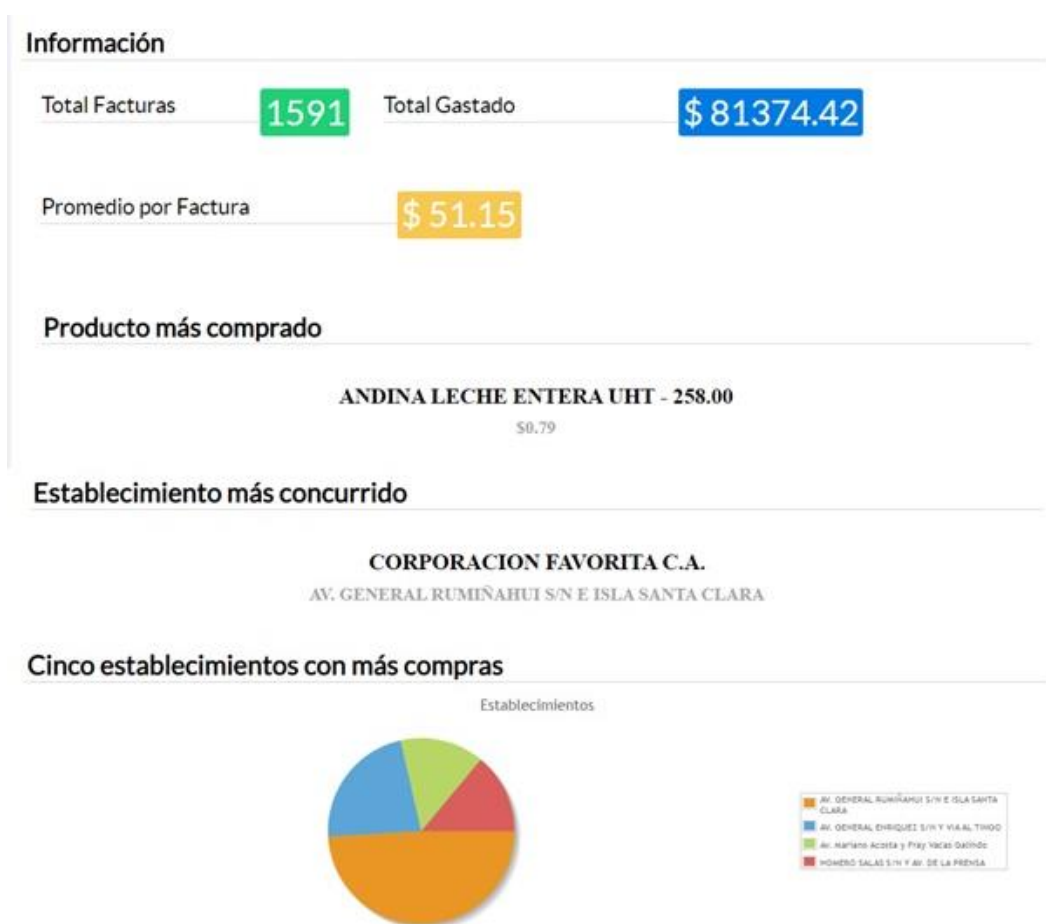 Información
Total Facturas 1591 Total Gastado $ 81374.42
Promedio por Factura $ 51.15
Producto más comprado
ANDINA LECHE ENTERA UHT - 258.00
$0.79
Establecimiento más concurrido
CORPORACION FAVORITA C.A.
AV. GENERAL RUMIÑAHUI S/N E ISLA SANTA CLARA
Cinco establecimientos con más compras
Establecimientos
AV. GENERAL RUMIÑAHUI S/N E ISLA SANTA
CLARA
AV. GENERAL ENRIQUEZ S/N Y VIA AL TINGO
Av. Mariano Acosta y Fray Vacas Galindo
HOMERO SALAS S/N Y AV. DE LA PRENSA